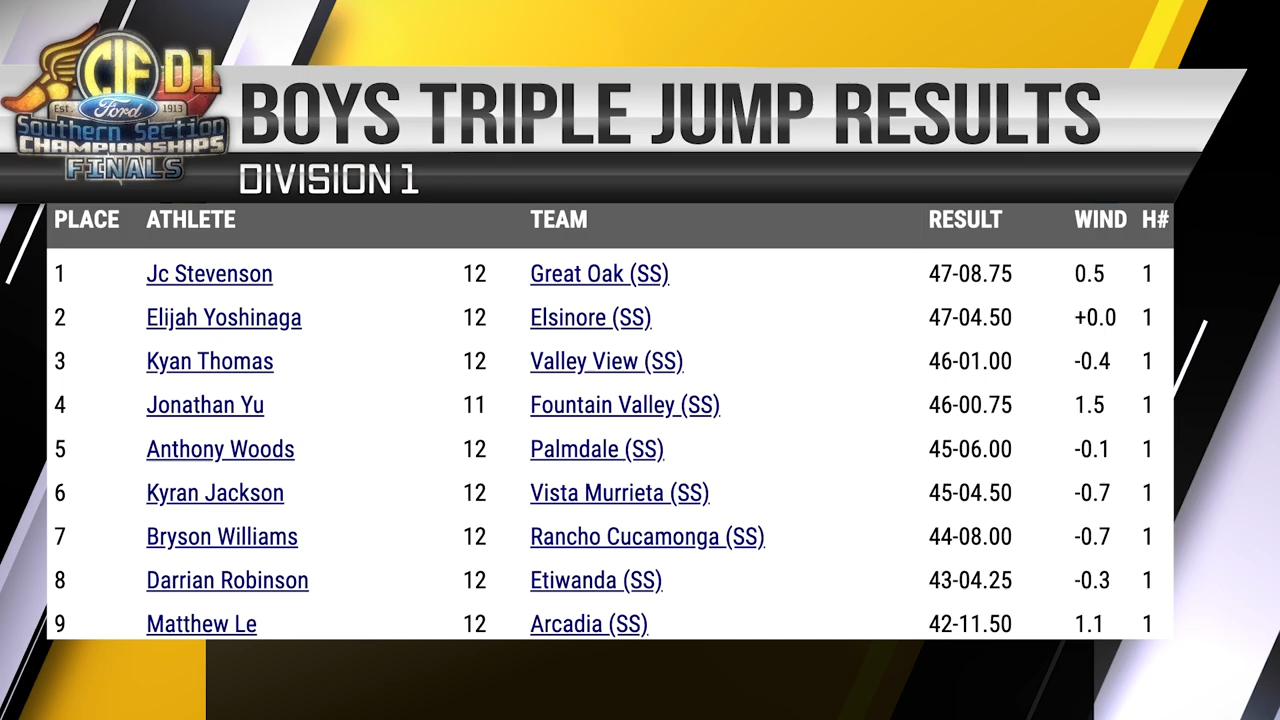 CIF D1
Est. Ford 1913
Southern Section
CHAMPIONSHIPS
FINALS
BOYS TRIPLE JUMP RESULTS
DIVISION 1
PLACE ATHLETE TEAM RESULT WIND H#
1 Jc Stevenson 12 Great Oak (SS) 47-08.75 0.5 1
2 Elijah Yoshinaga 12 Elsinore (SS) 47-04.50 +0.0 1
3 Kyan Thomas 12 Valley View (SS) 46-01.00 -0.4 1
4 Jonathan Yu 11 Fountain Valley (SS) 46-00.75 1.5 1
5 Anthony Woods 12 Palmdale (SS) 45-06.00 -0.1 1
6 Kyran Jackson 12 Vista Murrieta (SS) 45-04.50 -0.7 1
7 Bryson Williams 12 Rancho Cucamonga (SS) 44-08.00 -0.7 1
8 Darrian Robinson 12 Etiwanda (SS) 43-04.25 -0.3 1
9 Matthew Le 12 Arcadia (SS) 42-11.50 1.1 1